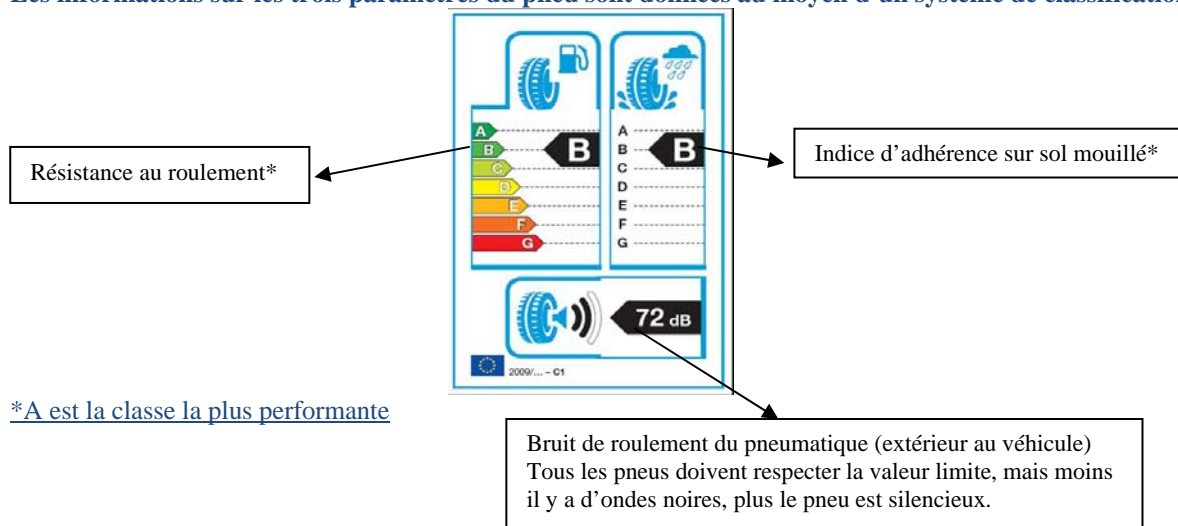 Les informations sur les trois paramètres du pneu sont données au moyen d'un système de classification
Résistance au roulement*
A
B
C
D
E
F
G
B
A
B
C
D
E
F
G
B
Indice d'adhérence sur sol mouillé*
72 dB
2009/... – C1
*A est la classe la plus performante
Bruit de roulement du pneumatique (extérieur au véhicule)
Tous les pneus doivent respecter la valeur limite, mais moins
il y a d'ondes noires, plus le pneu est silencieux.